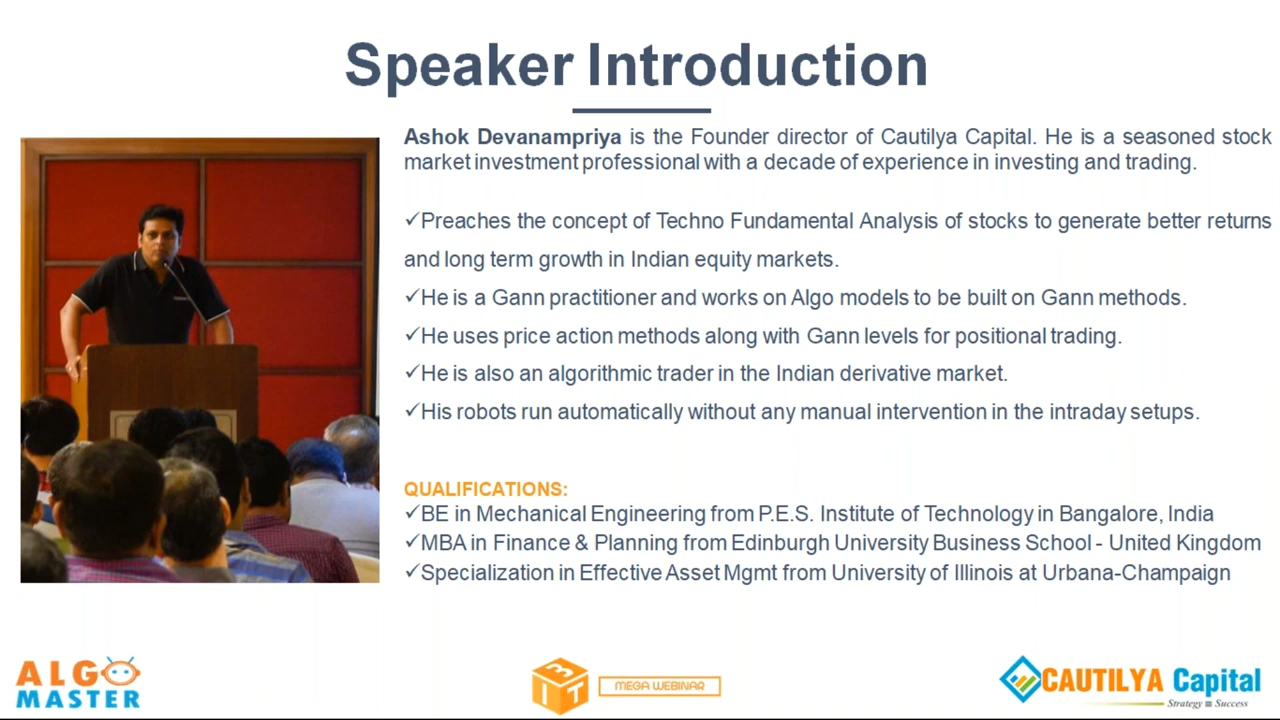 Speaker Introduction
Ashok Devanampriya is the Founder director of Cautilya Capital. He is a seasoned stock
market investment professional with a decade of experience in investing and trading.
✓Preaches the concept of Techno Fundamental Analysis of stocks to generate better returns
and long term growth in Indian equity markets.
✓He is a Gann practitioner and works on Algo models to be built on Gann methods.
✓He uses price action methods along with Gann levels for positional trading.
✓He is also an algorithmic trader in the Indian derivative market.
✓His robots run automatically without any manual intervention in the intraday setups.
QUALIFICATIONS:
✓BE in Mechanical Engineering from P.E.S. Institute of Technology in Bangalore, India
✓MBA in Finance & Planning from Edinburgh University Business School - United Kingdom
✓Specialization in Effective Asset Mgmt from University of Illinois at Urbana-Champaign
ALGO
MASTER
3
IT
MEGA WEBINAR
CAUTILYA Capital
Strategy = Success